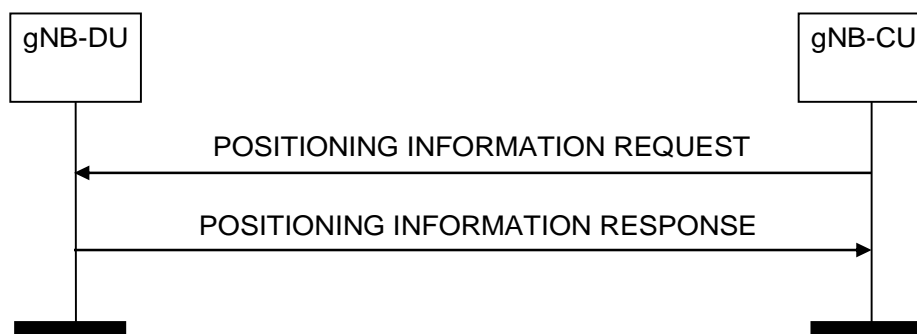 gNB-DU
gNB-CU
POSITIONING INFORMATION REQUEST
POSITIONING INFORMATION RESPONSE